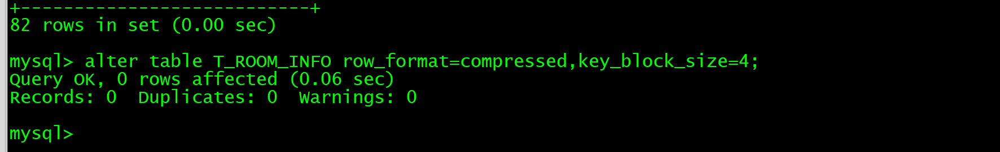 +---------------------------+
82 rows in set (0.00 sec)
mysql> alter table T_ROOM_INFO row_format=compressed,key_block_size=4;
Query OK, 0 rows affected (0.06 sec)
Records: 0  Duplicates: 0  Warnings: 0
mysql>